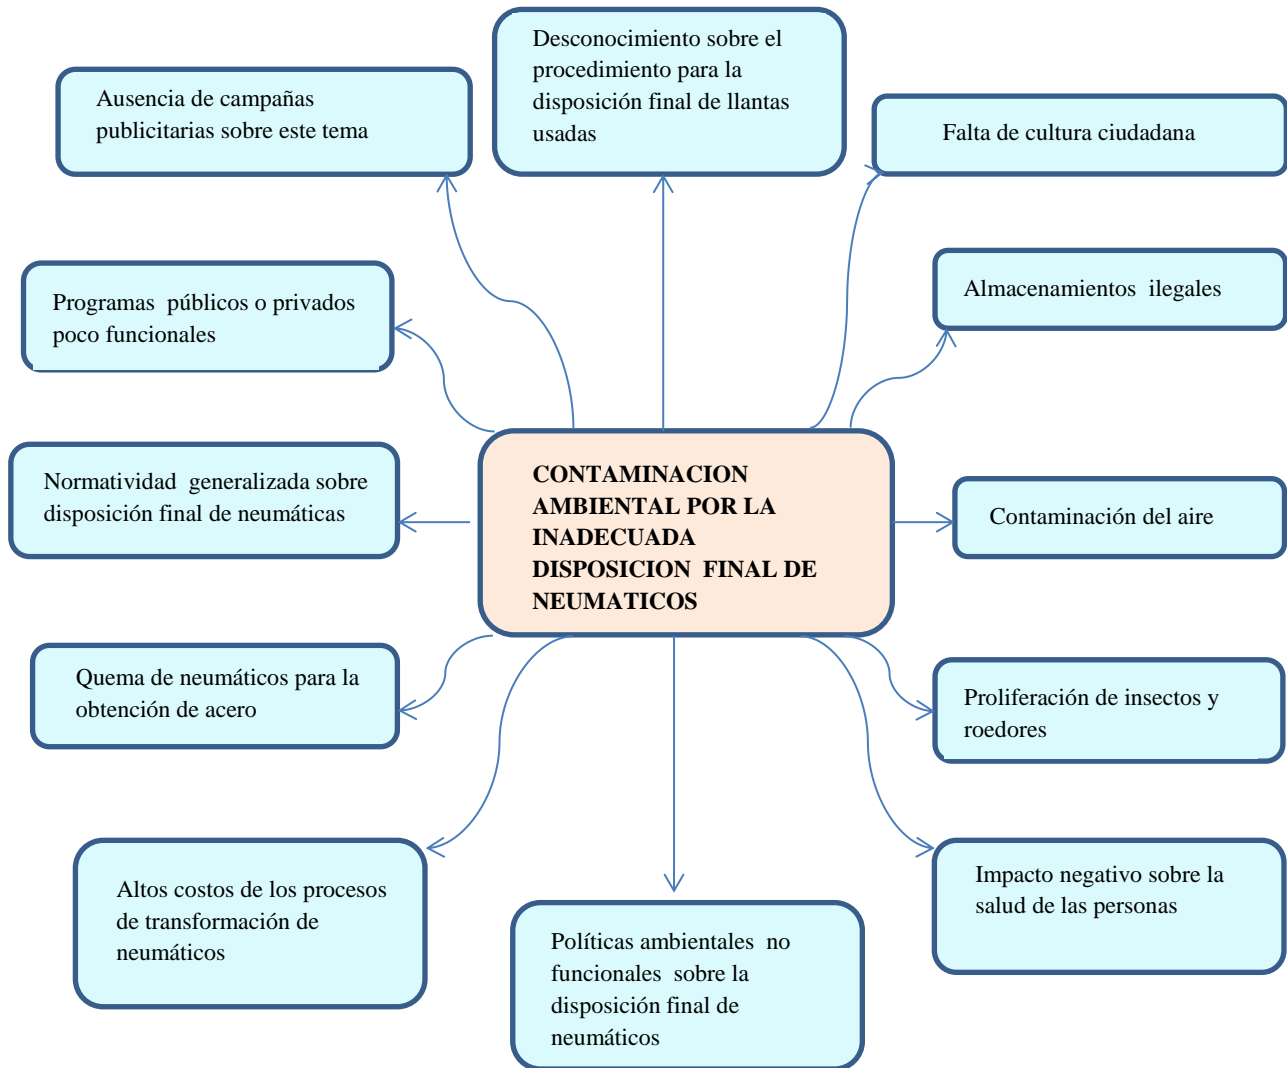 Desconocimiento sobre el
procedimiento para la
disposición final de llantas
usadas
Ausencia de campañas
publicitarias sobre este tema
Falta de cultura ciudadana
Programas  públicos o privados
poco funcionales
Almacenamientos  ilegales
CONTAMINACION
AMBIENTAL POR LA
INADECUADA
DISPOSICION  FINAL DE
NEUMATICOS
Normatividad  generalizada sobre
disposición final de neumáticas
Contaminación del aire
Quema de neumáticos para la
obtención de acero
Proliferación de insectos y
roedores
Altos costos de los procesos
de transformación de
neumáticos
Impacto negativo sobre la
salud de las personas
Políticas ambientales  no
funcionales  sobre la
disposición final de
neumáticos